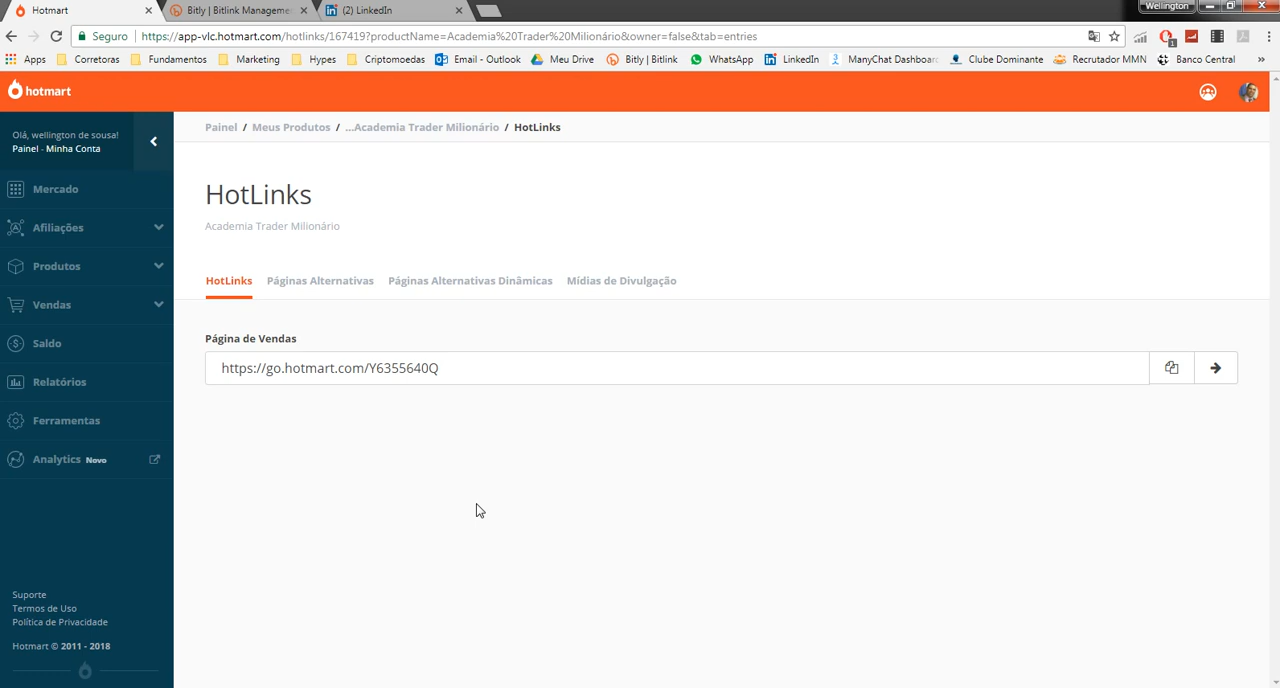 Hotmart
Bitly | Bitlink Managemen
(2) LinkedIn
Wellington
Seguro
https://app-vlc.hotmart.com/hotlinks/167419?productName=Academia%20Trader%20Milionário&owner=false&tab=entries
Apps
Corretoras
Fundamentos
Marketing
Hypes
Criptomoedas
Email - Outlook
Meu Drive
Bitly | Bitlink
WhatsApp
LinkedIn
ManyChat Dashboard
Clube Dominante
Recrutador MMN
Banco Central
»
hotmart
Olá, wellington de sousa!
Painel - Minha Conta
Mercado
Afiliações
Produtos
Vendas
Saldo
Relatórios
Ferramentas
Analytics Novo
Suporte
Termos de Uso
Política de Privacidade
Hotmart © 2011 - 2018
Painel / Meus Produtos / ...Academia Trader Milionário / HotLinks
HotLinks
Academia Trader Milionário
HotLinks
Páginas Alternativas
Páginas Alternativas Dinâmicas
Mídias de Divulgação
Página de Vendas
https://go.hotmart.com/Y6355640Q